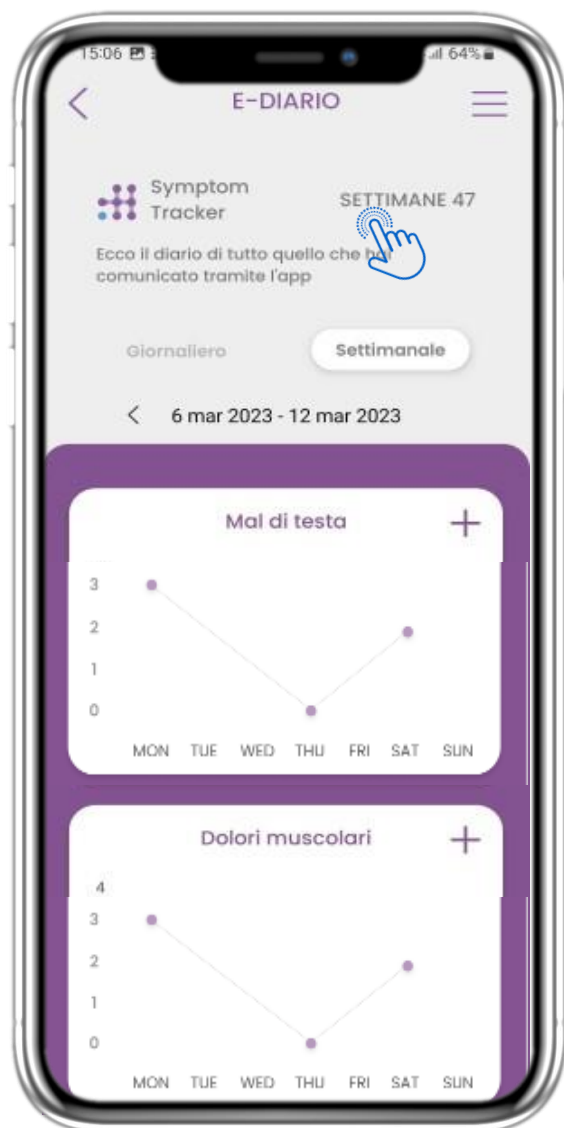 15:06
64%
E-DIARIO
Symptom
Tracker
SETTIMANE 47
Ecco il diario di tutto quello che hai
comunicato tramite l'app
Giornaliero
Settimanale
6 mar 2023 - 12 mar 2023
Mal di testa
3
2
1
0
MON TUE WED THU FRI SAT SUN
Dolori muscolari
4
3
2
1
0
MON TUE WED THU FRI SAT SUN